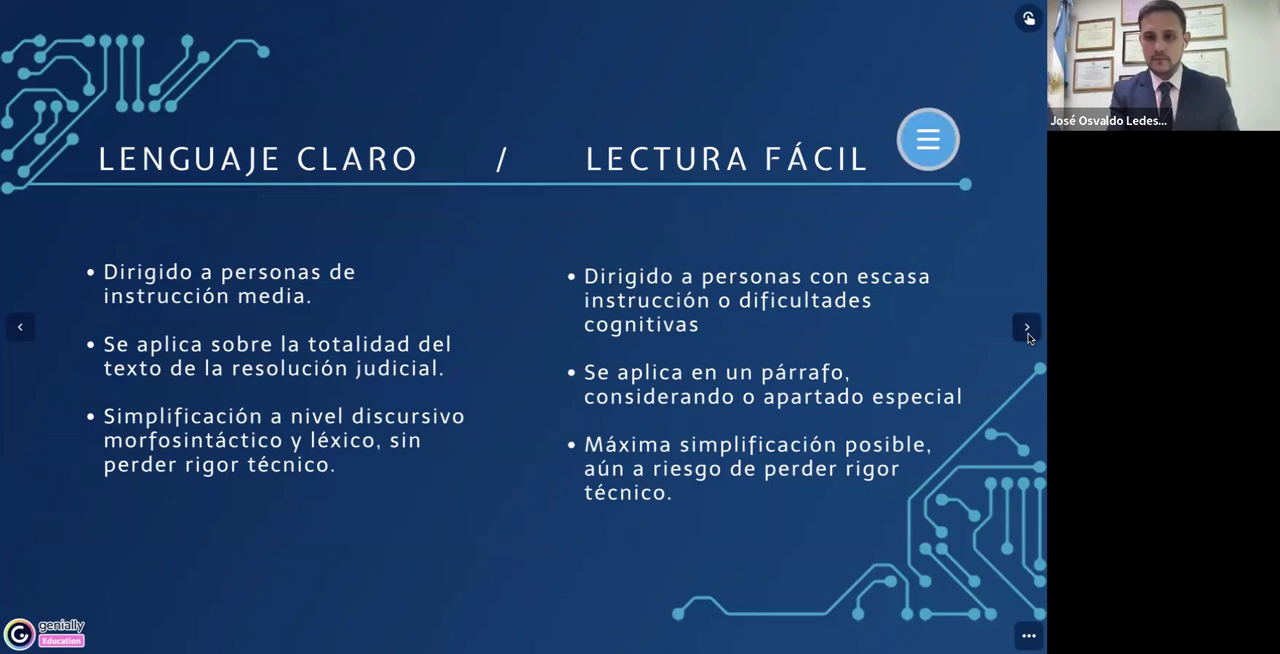 LENGUAJE CLARO / LECTURA FÁCIL
• Dirigido a personas de
instrucción media.
• Se aplica sobre la totalidad del
texto de la resolución judicial.
• Simplificación a nivel discursivo
morfosintáctico y léxico, sin
perder rigor técnico.
• Dirigido a personas con escasa
instrucción o dificultades
cognitivas
• Se aplica en un párrafo,
considerando o apartado especial
• Máxima simplificación posible,
aún a riesgo de perder rigor
técnico.
José Osvaldo Ledes...
genially
Education